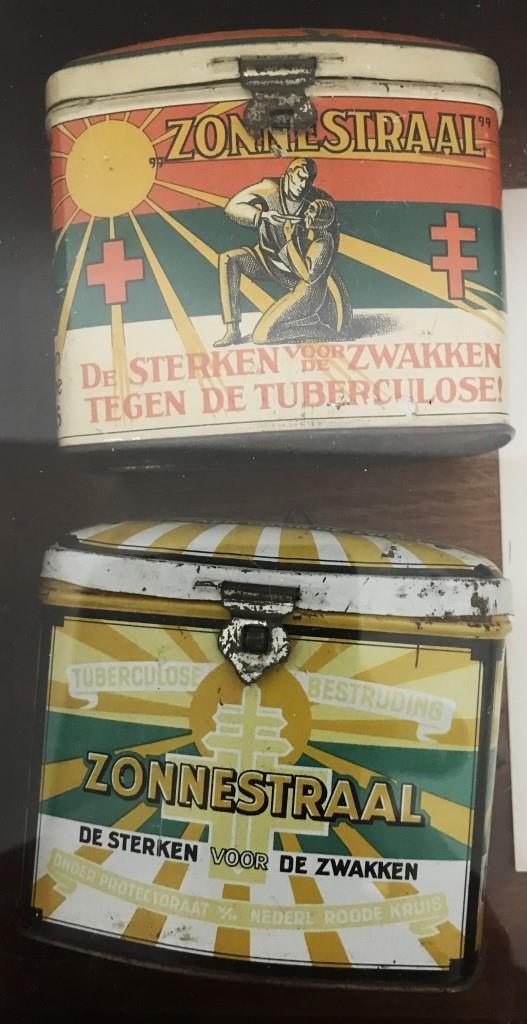 „ZONNESTRAAL”
DE STERKEN VOOR DE ZWAKKEN
TEGEN DE TUBERCULOSE!
TUBERCULOSE BESTRIJDING
ZONNESTRAAL
DE STERKEN VOOR DE ZWAKKEN
ONDER PROTECTORAAT V/H NEDERL ROODE KRUIS